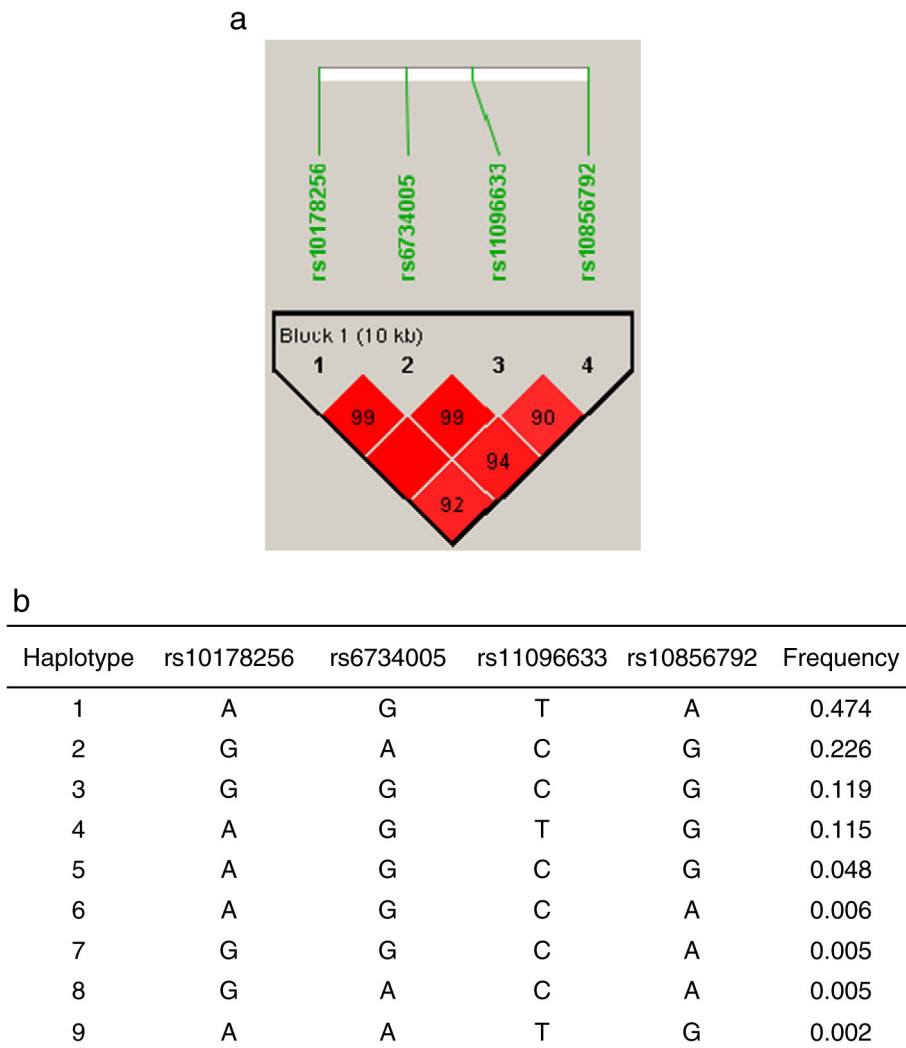 a
rs10178256
rs6734005
rs11096633
rs10856792
Block 1 (10 kb)
1 2 3 4
99 99 90
94
92
b
Haplotype rs10178256 rs6734005 rs11096633 rs10856792 Frequency
1 A G T A 0.474
2 G A C G 0.226
3 G G C G 0.119
4 A G T G 0.115
5 A G C G 0.048
6 A G C A 0.006
7 G G C A 0.005
8 G A C A 0.005
9 A A T G 0.002